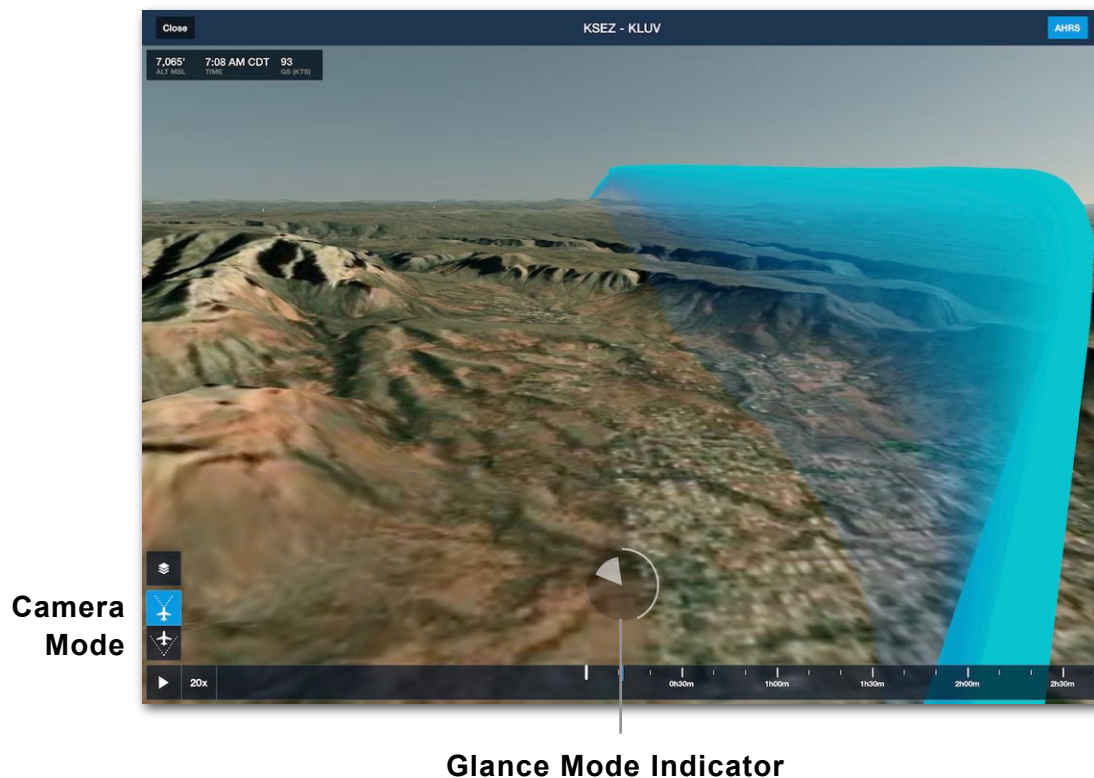 Close
KSEZ - KLUV
AHRS
7,065' 7:08 AM CDT 93
ALT MSL TIME GS (KTS)
Camera
Mode
20x
0h30m 1h00m 1h30m 2h00m 2h30m
Glance Mode Indicator